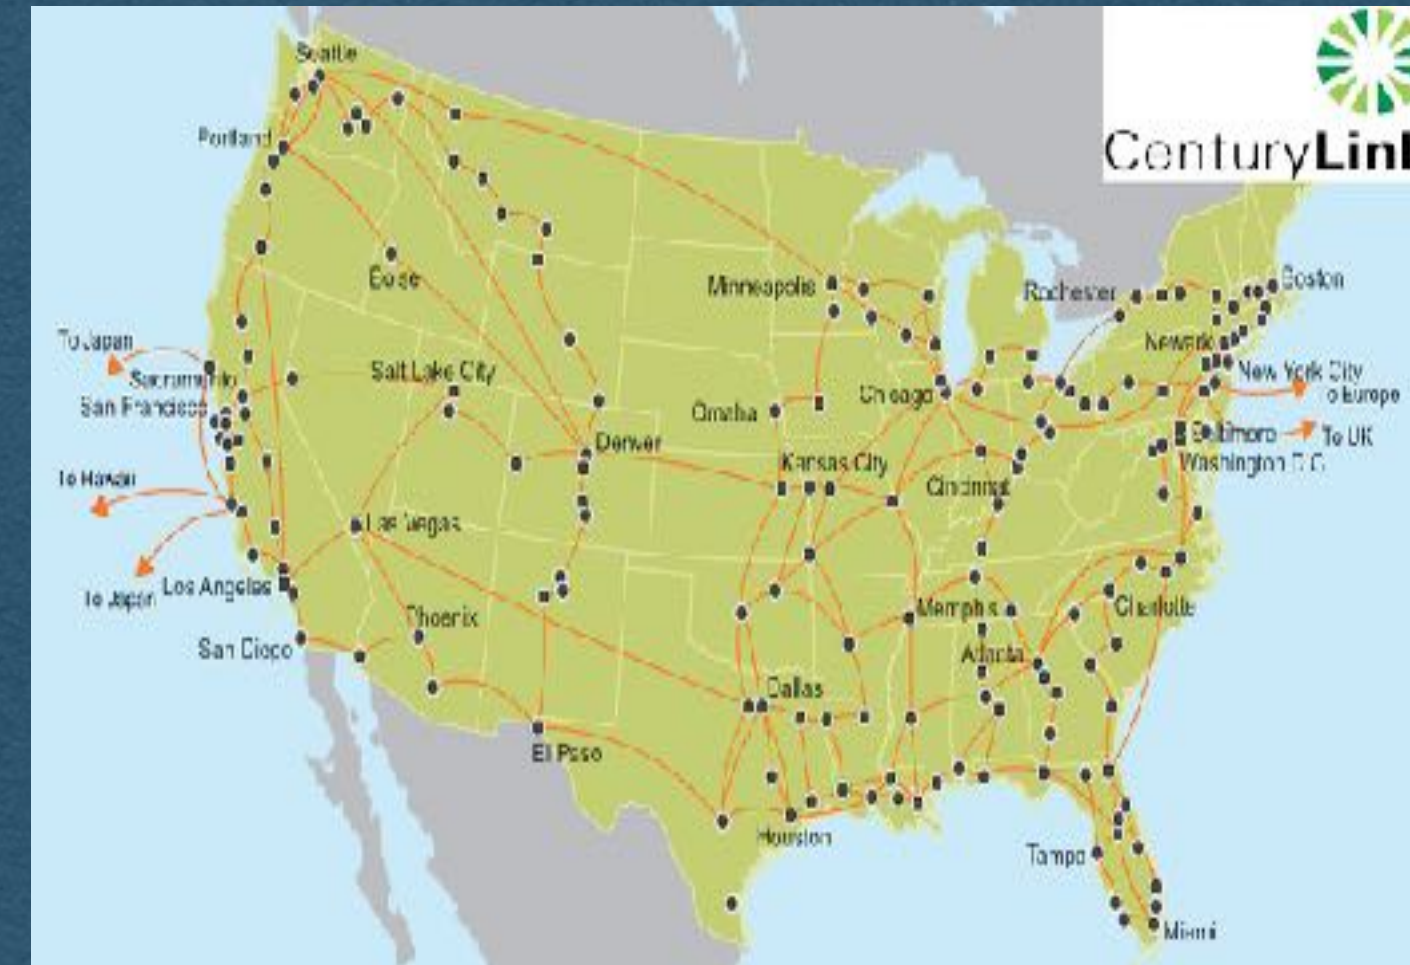 Seattle
CenturyLin
Portland
Boise
Minneapolis
Rochester
Boston
To Japan
Newark
Salt Lake City
New York City
Sacramento
Chicago
o Europe
San Francisco
Omaha
Denver
Baltimore
To UK
Kansas City
Washington D.C.
To Hawaii
Cincinnati
Las Vegas
Los Angeles
To Japan
Phoenix
Memphis
Charlotte
San Diego
Atlanta
Dallas
El Paso
Houston
Tampa
Miami